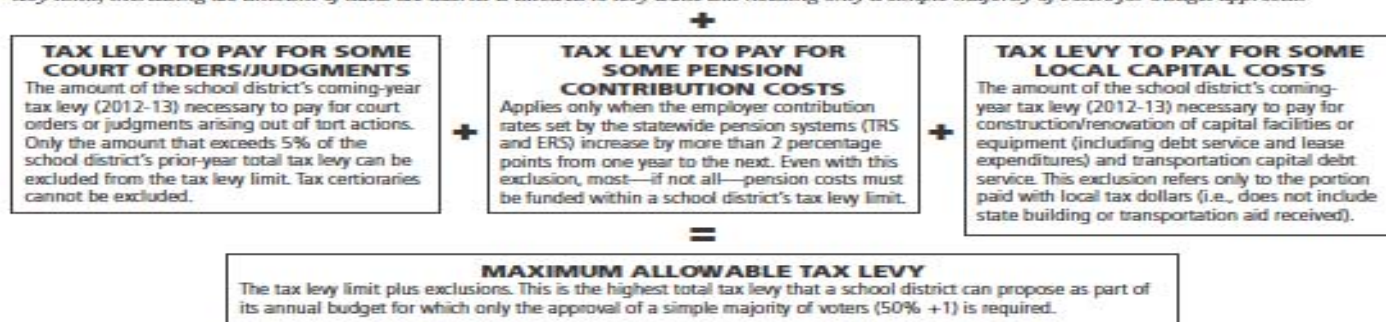 +
TAX LEVY TO PAY FOR SOME
COURT ORDERS/JUDGMENTS
The amount of the school district's coming-year
tax levy (2012-13) necessary to pay for court
orders or judgments arising out of tort actions.
Only the amount that exceeds 5% of the
school district's prior-year total tax levy can be
excluded from the tax levy limit. Tax certioraries
cannot be excluded.
+
TAX LEVY TO PAY FOR
SOME PENSION
CONTRIBUTION COSTS
Applies only when the employer contribution
rates set by the statewide pension systems (TRS
and ERS) increase by more than 2 percentage
points from one year to the next. Even with this
exclusion, most—if not all—pension costs must
be funded within a school district's tax levy limit.
+
TAX LEVY TO PAY FOR SOME
LOCAL CAPITAL COSTS
The amount of the school district's coming-
year tax levy (2012-13) necessary to pay for
construction/renovation of capital facilities or
equipment (including debt service and lease
expenditures) and transportation capital debt
service. This exclusion refers only to the portion
paid with local tax dollars (i.e., does not include
state building or transportation aid received).
=
MAXIMUM ALLOWABLE TAX LEVY
The tax levy limit plus exclusions. This is the highest total tax levy that a school district can propose as part of
its annual budget for which only the approval of a simple majority of voters (50% +1) is required.